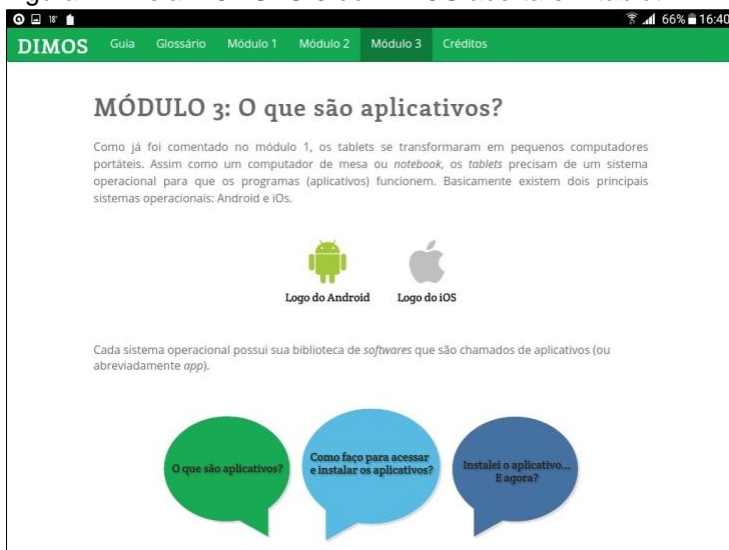 18°
66% 16:40
DIMOS Guia Glossário Módulo 1 Módulo 2 Módulo 3 Créditos
MÓDULO 3: O que são aplicativos?
Como já foi comentado no módulo 1, os tablets se transformaram em pequenos computadores
portáteis. Assim como um computador de mesa ou notebook, os tablets precisam de um sistema
operacional para que os programas (aplicativos) funcionem. Basicamente existem dois principais
sistemas operacionais: Android e iOs.
Logo do Android Logo do iOS
Cada sistema operacional possui sua biblioteca de softwares que são chamados de aplicativos (ou
abreviadamente app).
O que são aplicativos?
Como faço para acessar
e instalar os aplicativos?
Instalei o aplicativo...
E agora?